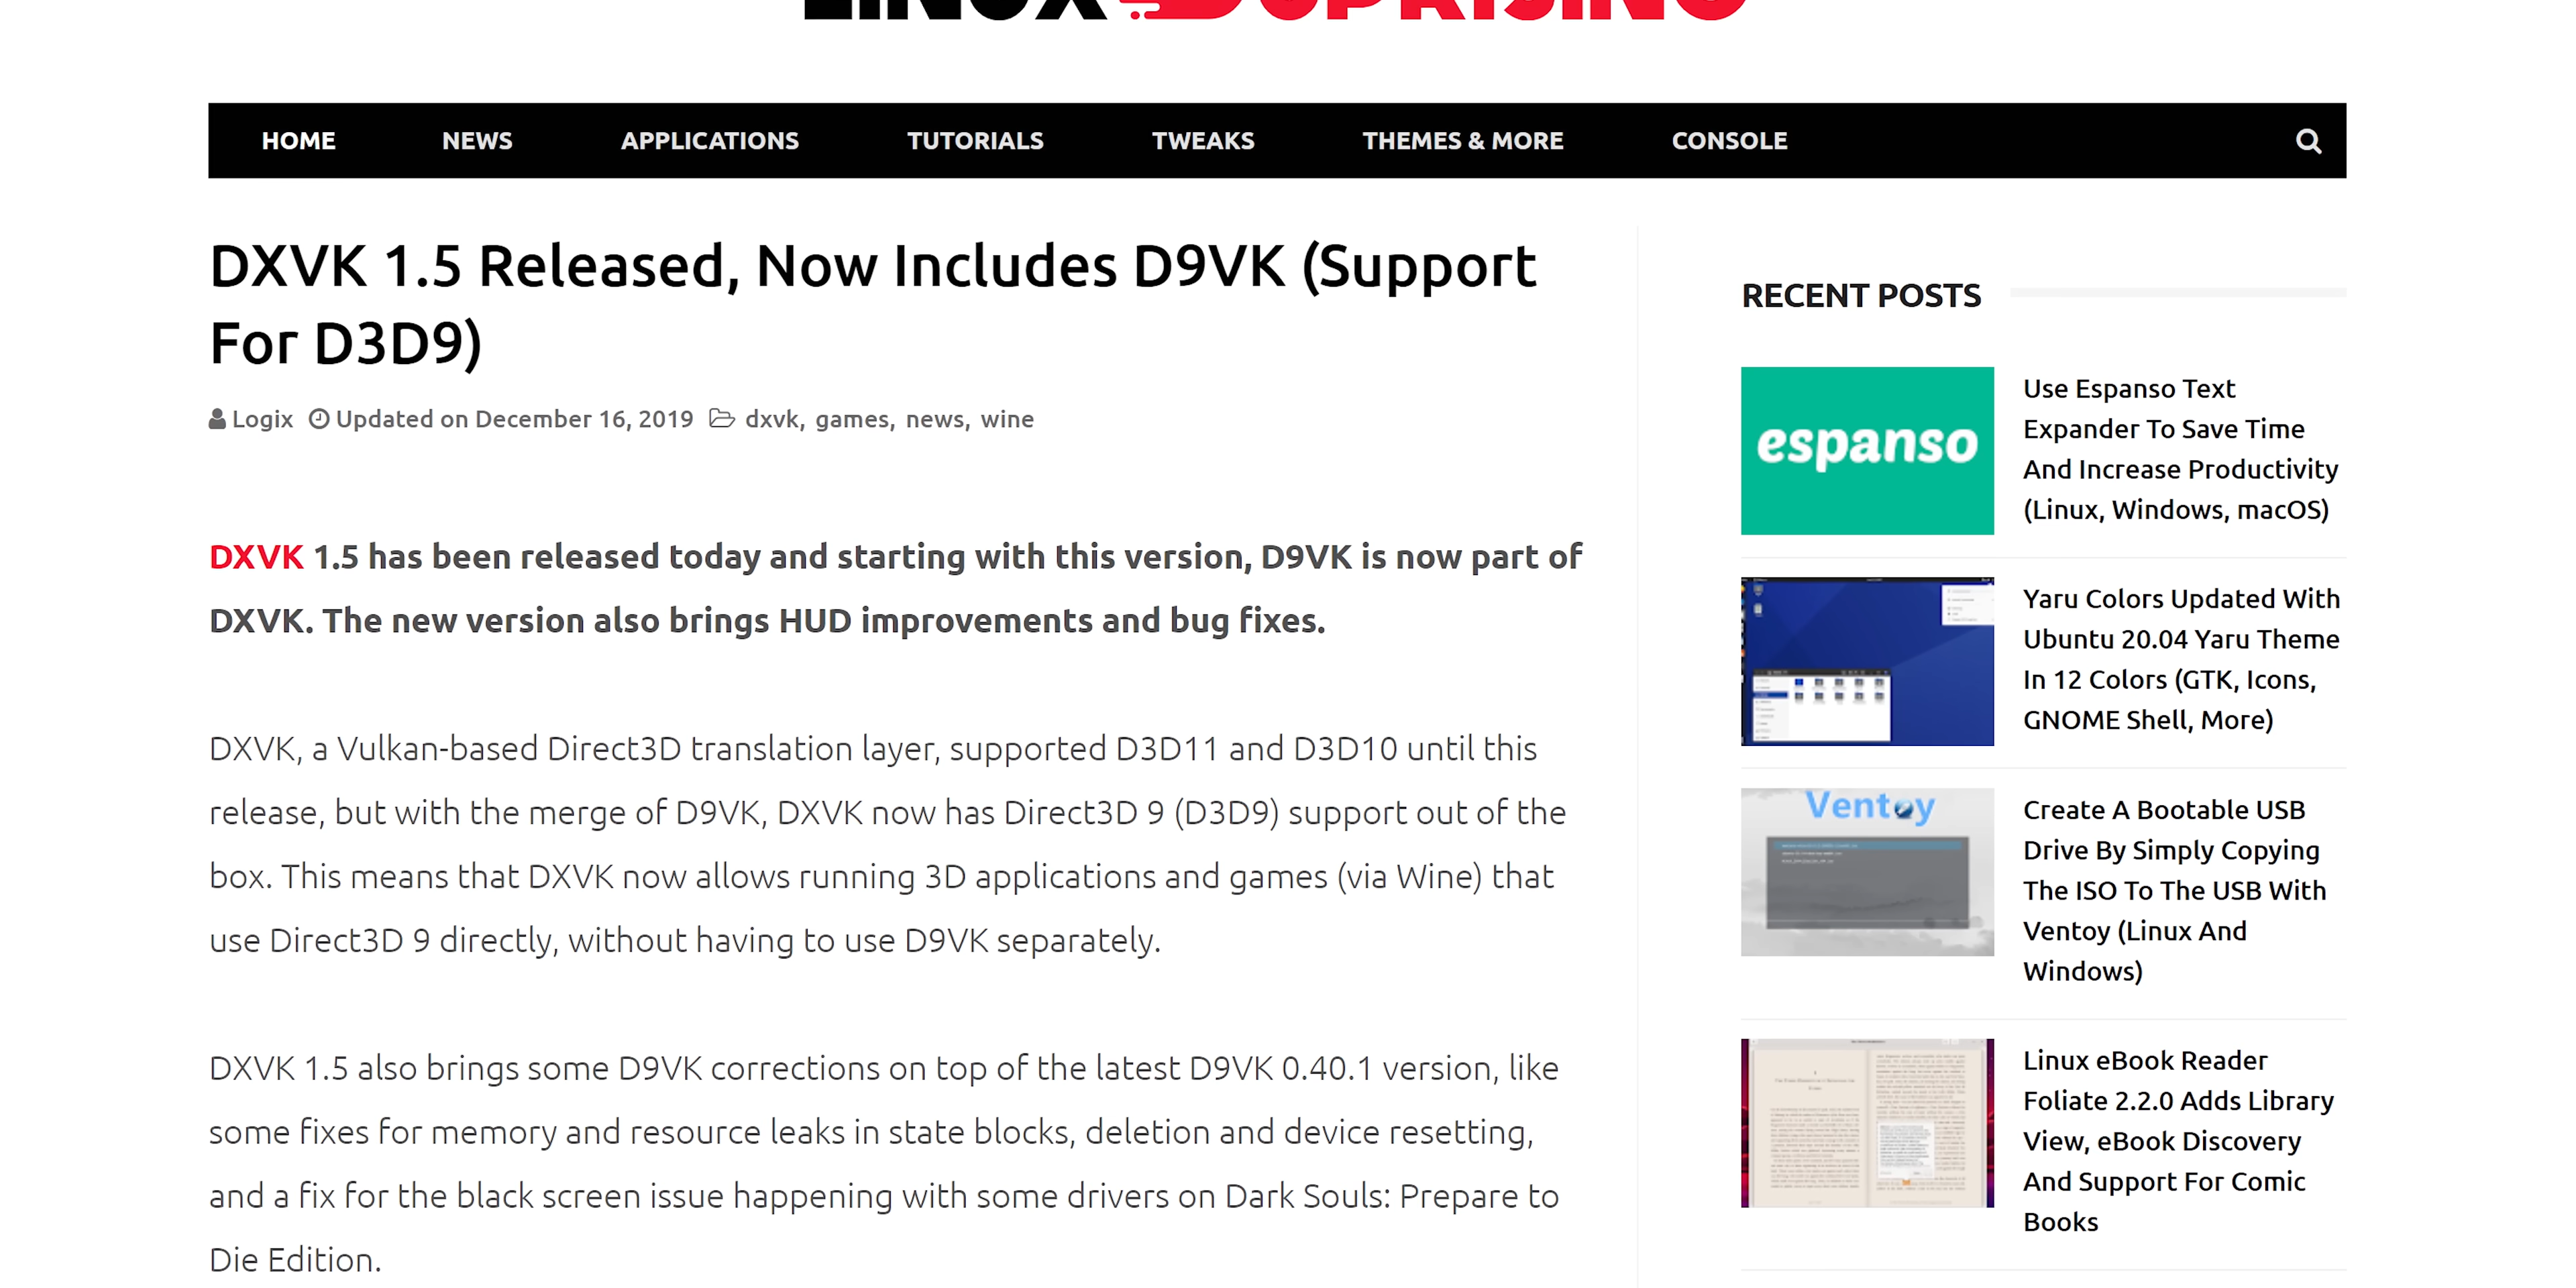 LINUX UPRISING
HOME NEWS APPLICATIONS TUTORIALS TWEAKS THEMES & MORE CONSOLE
DXVK 1.5 Released, Now Includes D9VK (Support
For D3D9)
Logix Updated on December 16, 2019 dxvk, games, news, wine
DXVK 1.5 has been released today and starting with this version, D9VK is now part of
DXVK. The new version also brings HUD improvements and bug fixes.
DXVK, a Vulkan-based Direct3D translation layer, supported D3D11 and D3D10 until this
release, but with the merge of D9VK, DXVK now has Direct3D 9 (D3D9) support out of the
box. This means that DXVK now allows running 3D applications and games (via Wine) that
use Direct3D 9 directly, without having to use D9VK separately.
DXVK 1.5 also brings some D9VK corrections on top of the latest D9VK 0.40.1 version, like
some fixes for memory and resource leaks in state blocks, deletion and device resetting,
and a fix for the black screen issue happening with some drivers on Dark Souls: Prepare to
Die Edition.
RECENT POSTS
espanso
Use Espanso Text
Expander To Save Time
And Increase Productivity
(Linux, Windows, macOS)
Yaru Colors Updated With
Ubuntu 20.04 Yaru Theme
In 12 Colors (GTK, Icons,
GNOME Shell, More)
Ventoy
Create A Bootable USB
Drive By Simply Copying
The ISO To The USB With
Ventoy (Linux And
Windows)
Linux eBook Reader
Foliate 2.2.0 Adds Library
View, eBook Discovery
And Support For Comic
Books